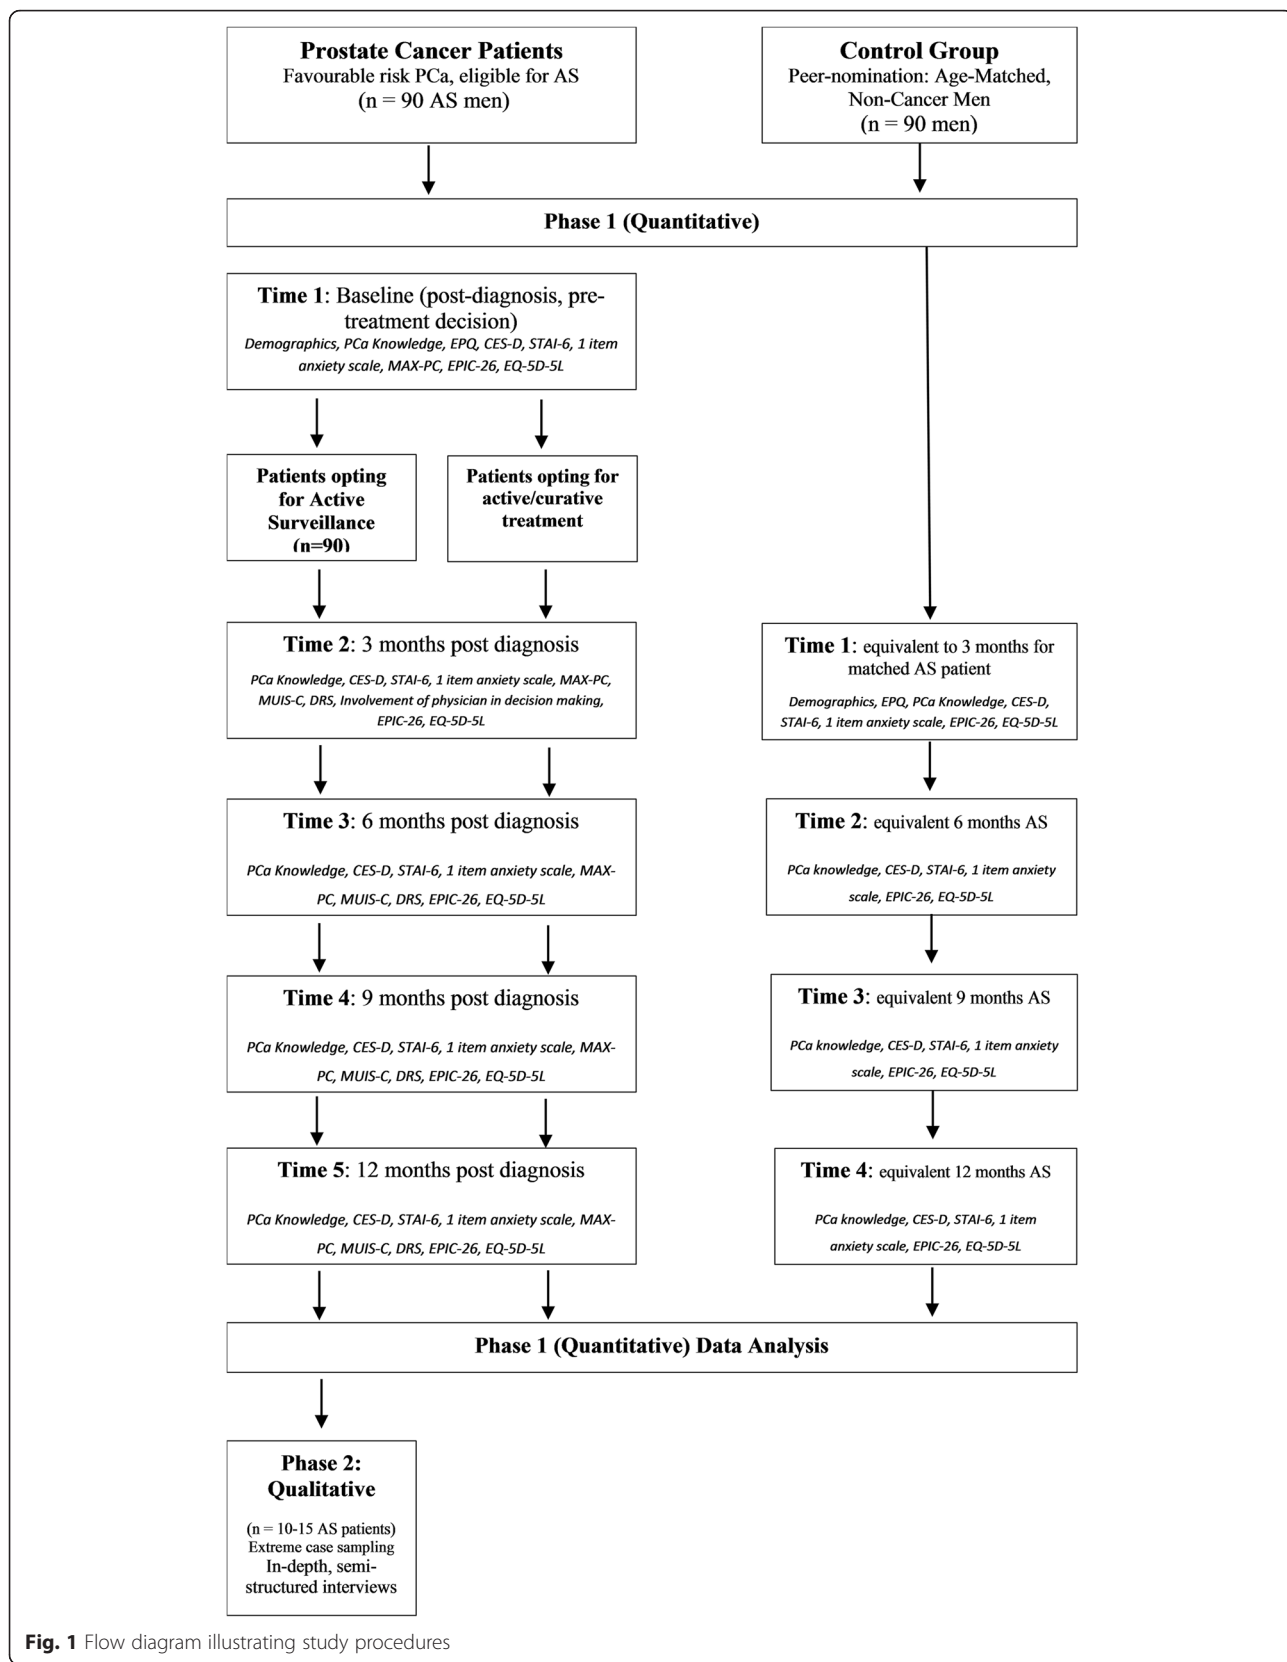 Prostate Cancer Patients
Favourable risk PCa, eligible for AS
(n = 90 AS men)
Control Group
Peer-nomination: Age-Matched,
Non-Cancer Men
(n = 90 men)
Phase 1 (Quantitative)
Time 1: Baseline (post-diagnosis, pre-
treatment decision)
Demographics, PCa Knowledge, EPQ, CES-D, STAI-6, 1 item
anxiety scale, MAX-PC, EPIC-26, EQ-5D-5L
Patients opting
for Active
Surveillance
(n=90)
Patients opting for
active/curative
treatment
Time 2: 3 months post diagnosis
PCa Knowledge, CES-D, STAI-6, 1 item anxiety scale, MAX-PC,
MUIS-C, DRS, Involvement of physician in decision making,
EPIC-26, EQ-5D-5L
Time 1: equivalent to 3 months for
matched AS patient
Demographics, EPQ, PCa Knowledge, CES-D,
STAI-6, 1 item anxiety scale, EPIC-26, EQ-5D-5L
Time 3: 6 months post diagnosis
PCa Knowledge, CES-D, STAI-6, 1 item anxiety scale, MAX-
PC, MUIS-C, DRS, EPIC-26, EQ-5D-5L
Time 2: equivalent 6 months AS
PCa knowledge, CES-D, STAI-6, 1 item anxiety
scale, EPIC-26, EQ-5D-5L
Time 4: 9 months post diagnosis
PCa Knowledge, CES-D, STAI-6, 1 item anxiety scale, MAX-
PC, MUIS-C, DRS, EPIC-26, EQ-5D-5L
Time 3: equivalent 9 months AS
PCa knowledge, CES-D, STAI-6, 1 item anxiety
scale, EPIC-26, EQ-5D-5L
Time 5: 12 months post diagnosis
PCa Knowledge, CES-D, STAI-6, 1 item anxiety scale, MAX-
PC, MUIS-C, DRS, EPIC-26, EQ-5D-5L
Time 4: equivalent 12 months AS
PCa knowledge, CES-D, STAI-6, 1 item
anxiety scale, EPIC-26, EQ-5D-5L
Phase 1 (Quantitative) Data Analysis
Phase 2:
Qualitative
(n = 10-15 AS patients)
Extreme case sampling
In-depth, semi-
structured interviews
Fig. 1 Flow diagram illustrating study procedures